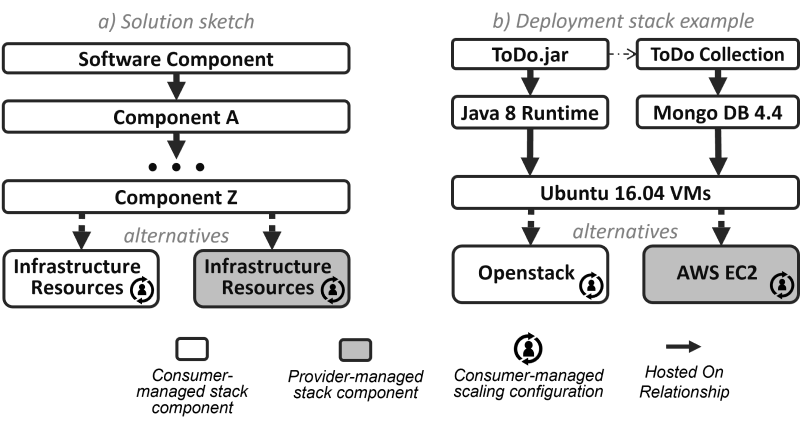 a) Solution sketch
Software Component
Component A
• • •
Component Z
alternatives
Infrastructure
Resources
Infrastructure
Resources
b) Deployment stack example
ToDo.jar
ToDo Collection
Java 8 Runtime
Mongo DB 4.4
Ubuntu 16.04 VMs
alternatives
Openstack
AWS EC2
Consumer-
managed stack
component
Provider-managed
stack component
Consumer-managed
scaling configuration
Hosted On
Relationship